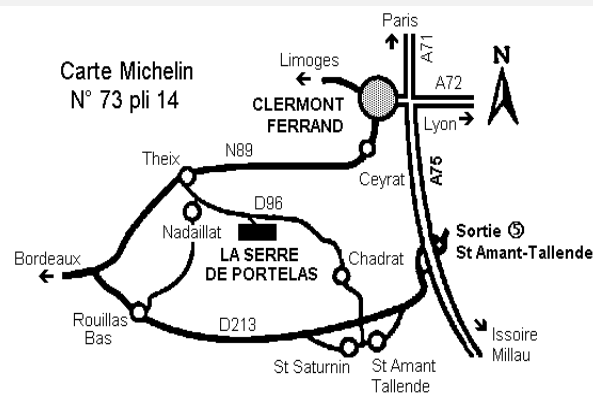 Paris
A71
N
Limoges
Carte Michelin
N° 73 pli 14
A72
CLERMONT
FERRAND
Lyon
N89
Theix
Ceyrat
A75
D96
Nadaillat
Sortie ⑤
St Amant-Tallende
LA SERRE
DE PORTELAS
Chadrat
Bordeaux
Rouillas
Bas
D213
Issoire
Millau
St Saturnin
St Amant
Tallende